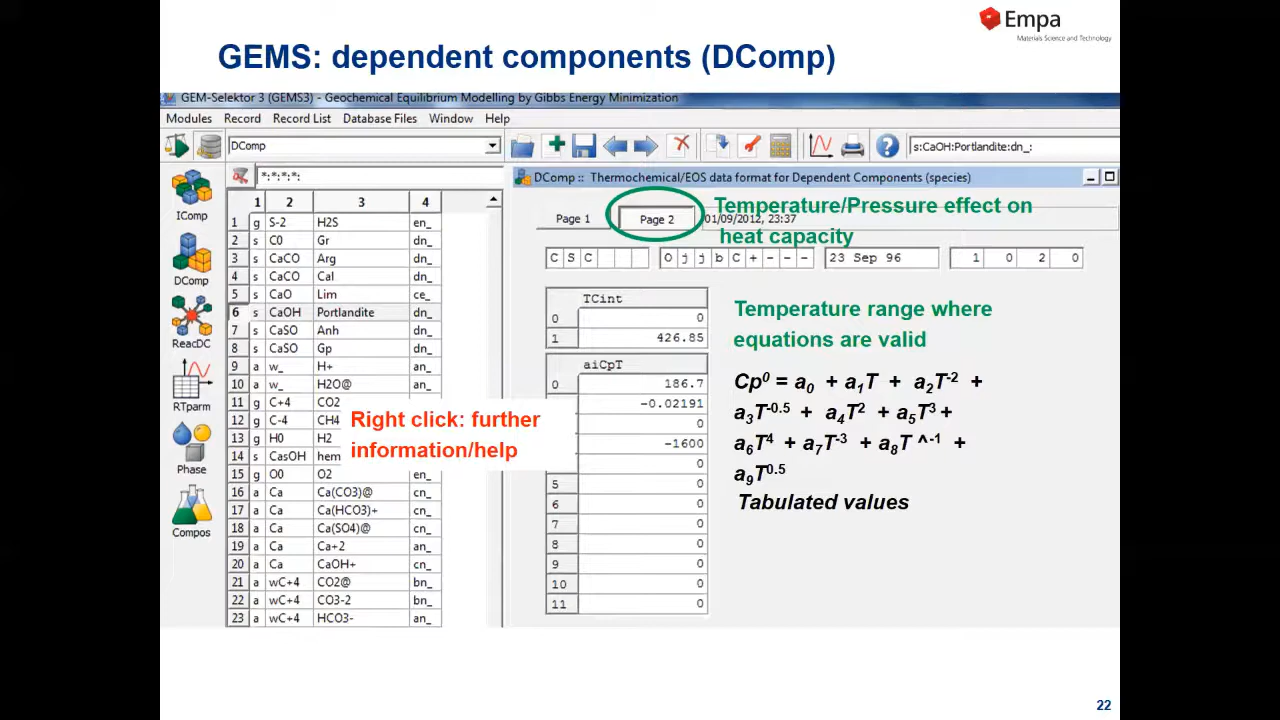 Empa
Materials Science and Technology
GEMS: dependent components (DComp)
GEM-Selektor 3 (GEMS3) - Geochemical Equilibrium Modelling by Gibbs Energy Minimization
Modules Record Record List Database Files Window Help
DComp
s:CaOH:Portlandite:dn_:
*:*:*:*:
IComp
DComp
ReacDC
RTparm
Phase
Compos
1 2 3 4
1 g S-2 H2S en_
2 s C0 Gr dn_
3 s CaCO Arg dn_
4 s CaCO Cal dn_
5 s CaO Lim ce_
6 s CaOH Portlandite dn_
7 s CaSO Anh dn_
8 s CaSO Gp dn_
9 a w_ H+ an_
10 a w_ H2O@ an_
11 g C+4 CO2
12 g C-4 CH4
13 g H0 H2
14 s CasOH hem
15 g O0 O2 en_
16 a Ca Ca(CO3)@ cn_
17 a Ca Ca(HCO3)+ cn_
18 a Ca Ca(SO4)@ cn_
19 a Ca Ca+2 an_
20 a Ca CaOH+ cn_
21 a wC+4 CO2@ bn_
22 a wC+4 CO3-2 bn_
23 a wC+4 HCO3- an_
Right click: further
information/help
DComp :: Thermochemical/EOS data format for Dependent Components (species)
Page 1 Page 2 01/09/2012, 23:37
Temperature/Pressure effect on
heat capacity
C S C O j j b C + - - - 23 Sep 96 1 0 2 0
TCint
0 0
1 426.85
aiCpT
0 186.7
-0.02191
0
-1600
0
5 0
6 0
7 0
8 0
9 0
10 0
11 0
Temperature range where
equations are valid
Cp⁰ = a₀ + a₁T + a₂T⁻² +
a₃T⁻⁰·⁵ + a₄T² + a₅T³ +
a₆T⁴ + a₇T⁻³ + a₈T ^⁻¹ +
a₉T⁰·⁵
Tabulated values
22